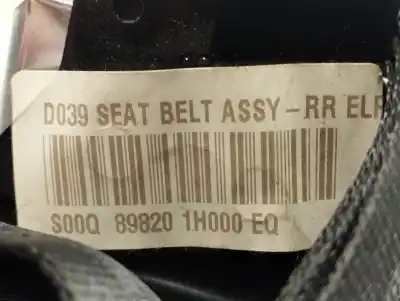 D039 SEAT BELT ASSY-RR ELR
S00Q 89820 1H000 EQ